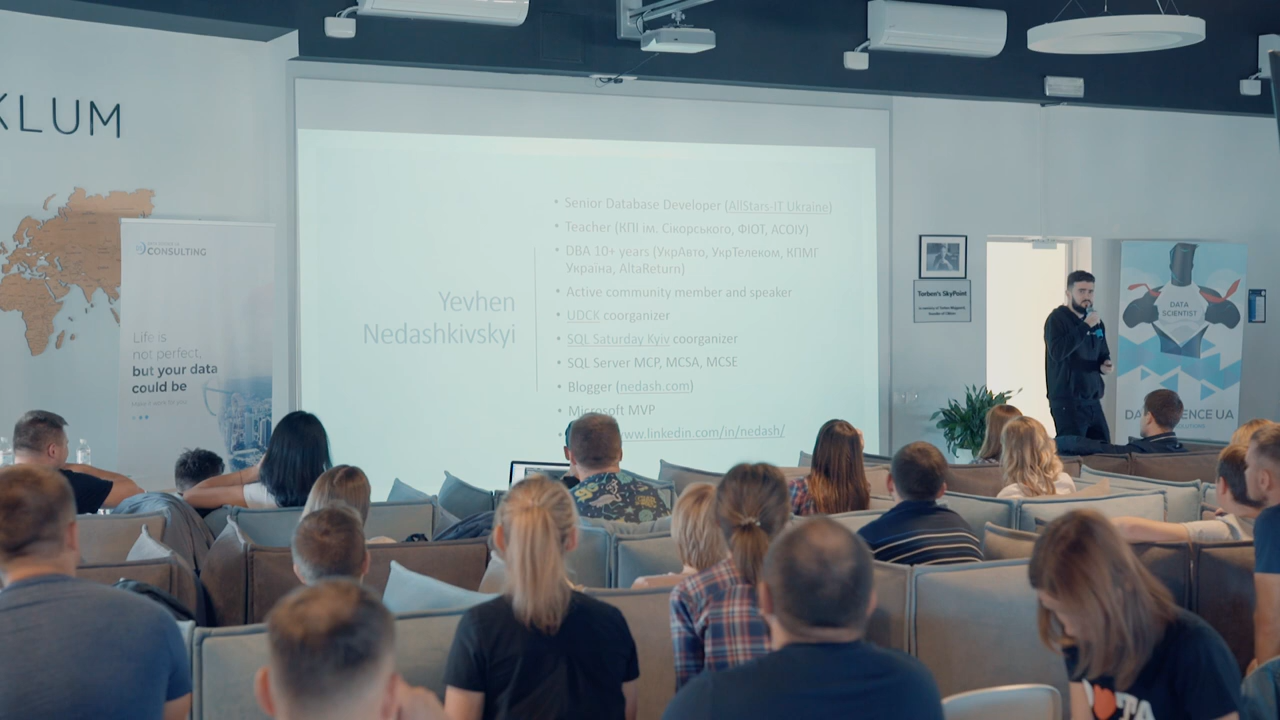 KLUM
CONSULTING
Life is
not perfect,
but your data
could be
Yevhen
Nedashkivskyi
• Senior Database Developer (AllStars-IT Ukraine)
• Teacher (КПІ ім. Сікорського, ФІОТ, АСОІУ)
• DBA 10+ years (УкрАвто, УкрТелеком, КПМГ
Україна, AltaReturn)
• Active community member and speaker
• UDCK coorganizer
• SQL Saturday Kyiv coorganizer
• SQL Server MCP, MCSA, MCSE
• Blogger (nedash.com)
• Microsoft MVP
www.linkedin.com/in/nedash/
Torben's SkyPoint
DATA
SCIENTIST
DA ENCE UA
TA